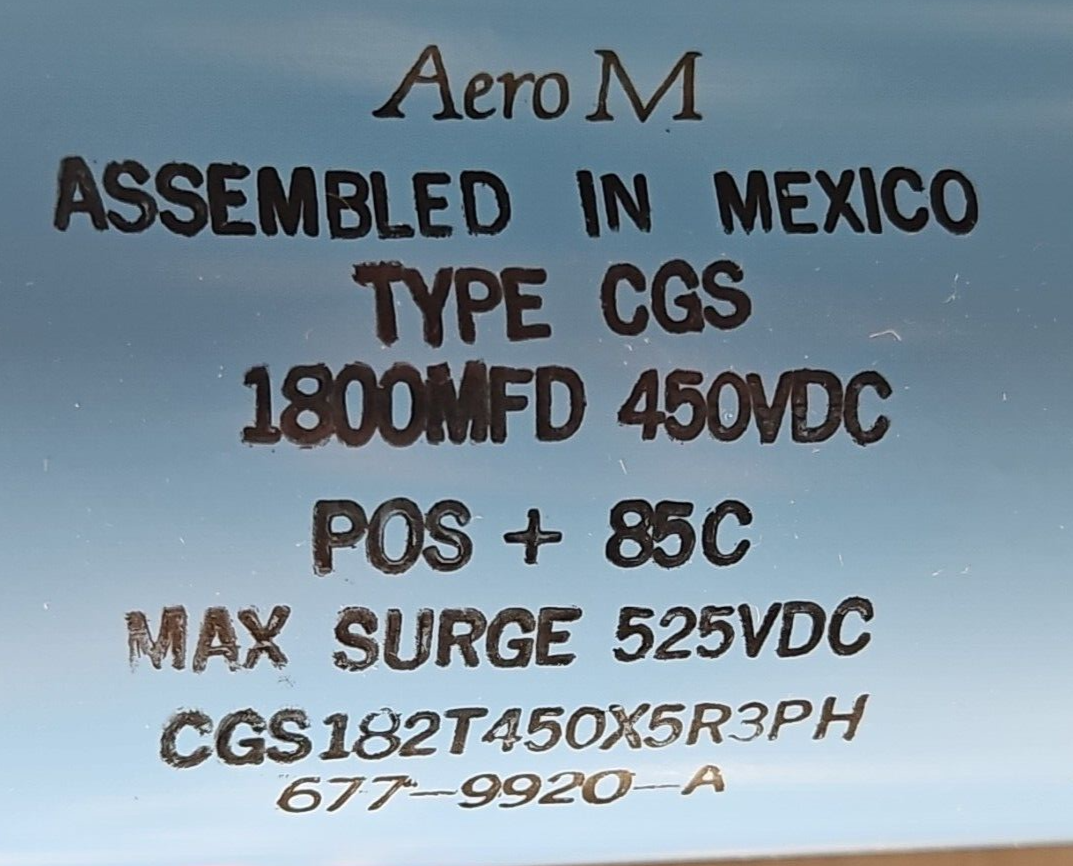 Aero M
ASSEMBLED IN MEXICO
TYPE CGS
1800MFD 450VDC
POS + 85C
MAX SURGE 525VDC
CGS182T450X5R3PH
677-9920-A